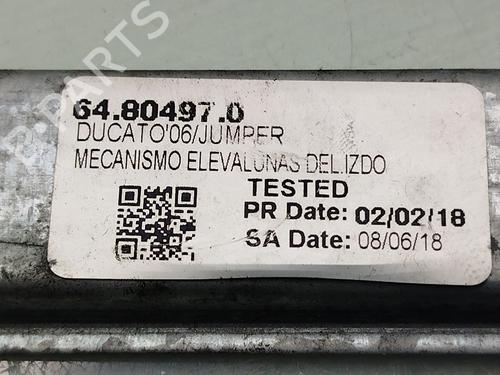 64.80497.0
DUCATO'06/JUMPER
MECANISMO ELEVALUNAS DEL.IZDO
TESTED
PR Date: 02/02/18
SA Date: 08/06/18
B-PARTS